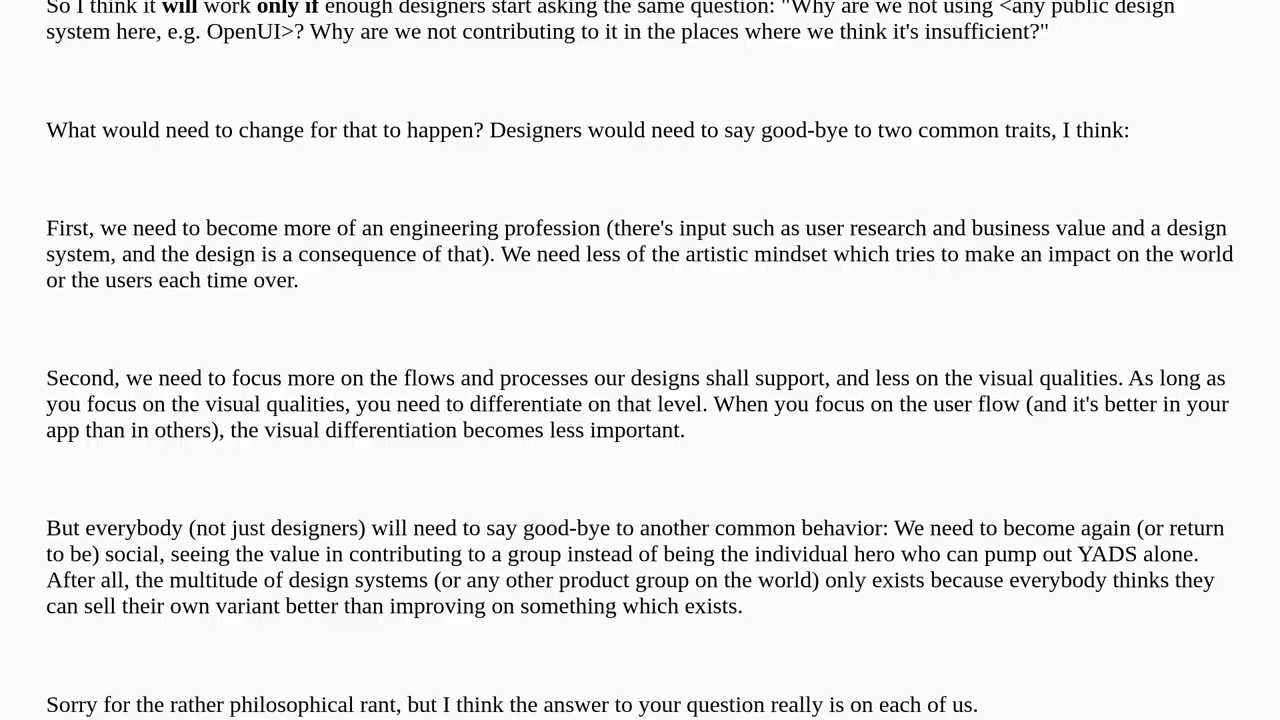 So I think it will work only if enough designers start asking the same question: "Why are we not using <any public design
system here, e.g. OpenUI>? Why are we not contributing to it in the places where we think it's insufficient?"
What would need to change for that to happen? Designers would need to say good-bye to two common traits, I think:
First, we need to become more of an engineering profession (there's input such as user research and business value and a design
system, and the design is a consequence of that). We need less of the artistic mindset which tries to make an impact on the world
or the users each time over.
Second, we need to focus more on the flows and processes our designs shall support, and less on the visual qualities. As long as
you focus on the visual qualities, you need to differentiate on that level. When you focus on the user flow (and it's better in your
app than in others), the visual differentiation becomes less important.
But everybody (not just designers) will need to say good-bye to another common behavior: We need to become again (or return
to be) social, seeing the value in contributing to a group instead of being the individual hero who can pump out YADS alone.
After all, the multitude of design systems (or any other product group on the world) only exists because everybody thinks they
can sell their own variant better than improving on something which exists.
Sorry for the rather philosophical rant, but I think the answer to your question really is on each of us.